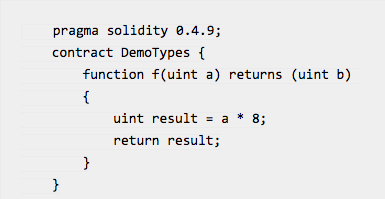 pragma solidity 0.4.9;
contract DemoTypes {
function f(uint a) returns (uint b)
{
uint result = a * 8;
return result;
}
}